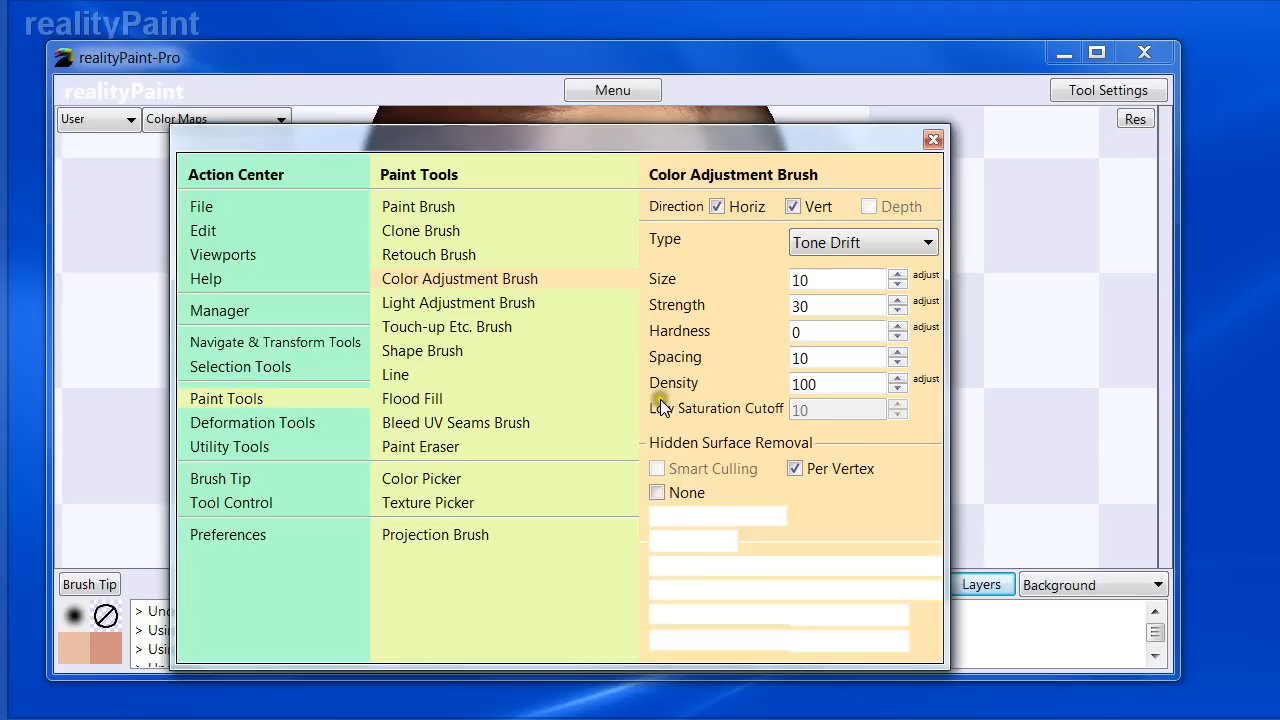 realityPaint
realityPaint-Pro
realityPaint
Menu
Tool Settings
User
Color Maps
Res
Action Center
File
Edit
Viewports
Help
Manager
Navigate & Transform Tools
Selection Tools
Paint Tools
Deformation Tools
Utility Tools
Brush Tip
Tool Control
Preferences
Paint Tools
Paint Brush
Clone Brush
Retouch Brush
Color Adjustment Brush
Light Adjustment Brush
Touch-up Etc. Brush
Shape Brush
Line
Flood Fill
Bleed UV Seams Brush
Paint Eraser
Color Picker
Texture Picker
Projection Brush
Color Adjustment Brush
Direction Horiz Vert Depth
Type Tone Drift
Size 10 adjust
Strength 30 adjust
Hardness 0 adjust
Spacing 10
Density 100 adjust
Low Saturation Cutoff 10
Hidden Surface Removal
Smart Culling Per Vertex
None
Brush Tip
Layers
Background